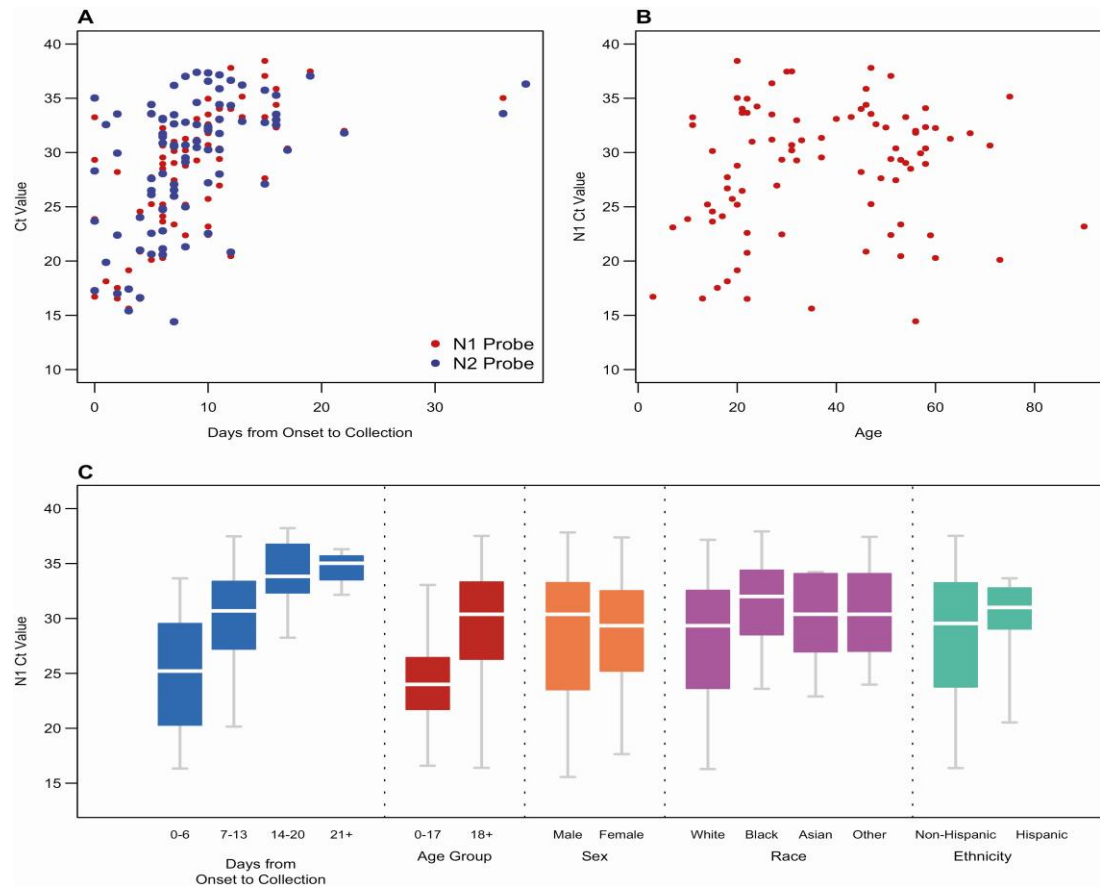 A
40
35
30
25
20
15
10
Ct Value
N1 Probe
N2 Probe
0 10 20 30
Days from Onset to Collection
B
40
35
30
25
20
15
10
N1 Ct Value
0 20 40 60 80
Age
C
40
35
30
25
20
15
N1 Ct Value
0-6 7-13 14-20 21+
Days from
Onset to Collection
0-17 18+
Age Group
Male Female
Sex
White Black Asian Other
Race
Non-Hispanic Hispanic
Ethnicity